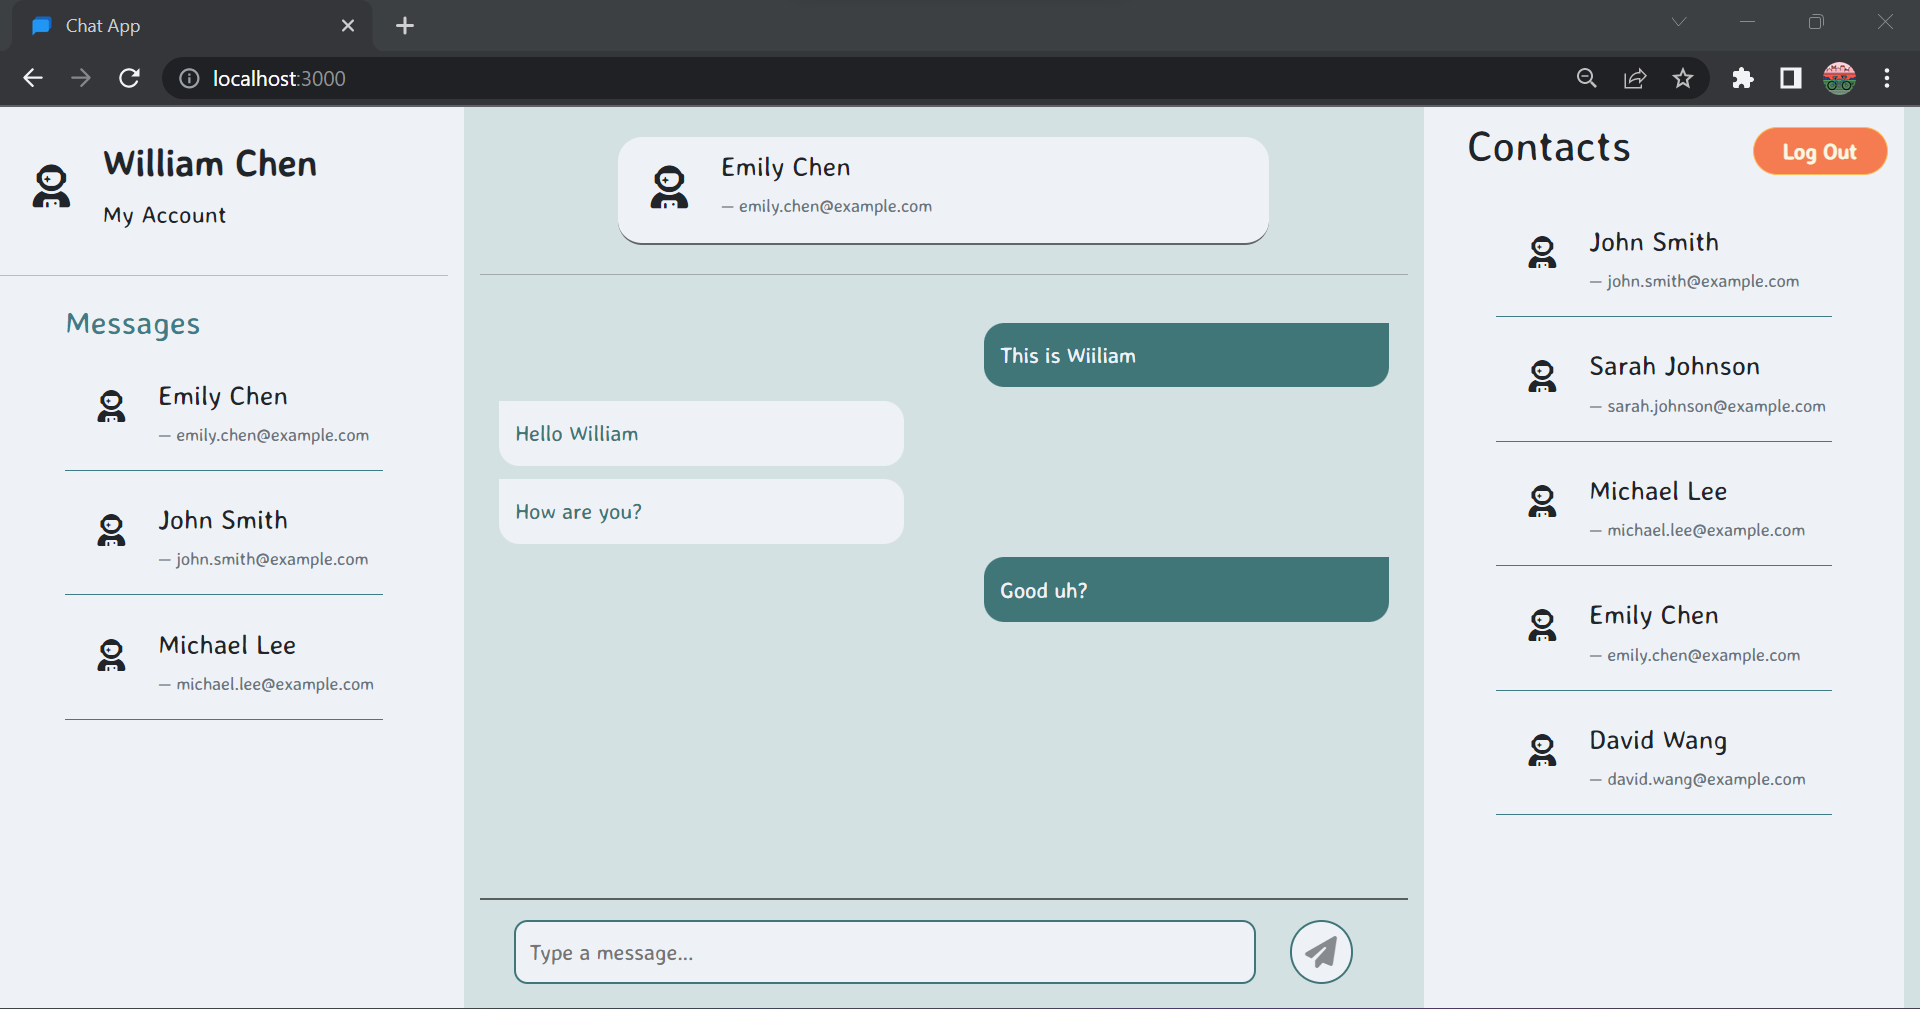 Chat App
localhost:3000
William Chen
My Account
Messages
Emily Chen
— emily.chen@example.com
John Smith
— john.smith@example.com
Michael Lee
— michael.lee@example.com
Emily Chen
— emily.chen@example.com
This is Wiiliam
Hello William
How are you?
Good uh?
Type a message...
Contacts
Log Out
John Smith
— john.smith@example.com
Sarah Johnson
— sarah.johnson@example.com
Michael Lee
— michael.lee@example.com
Emily Chen
— emily.chen@example.com
David Wang
— david.wang@example.com